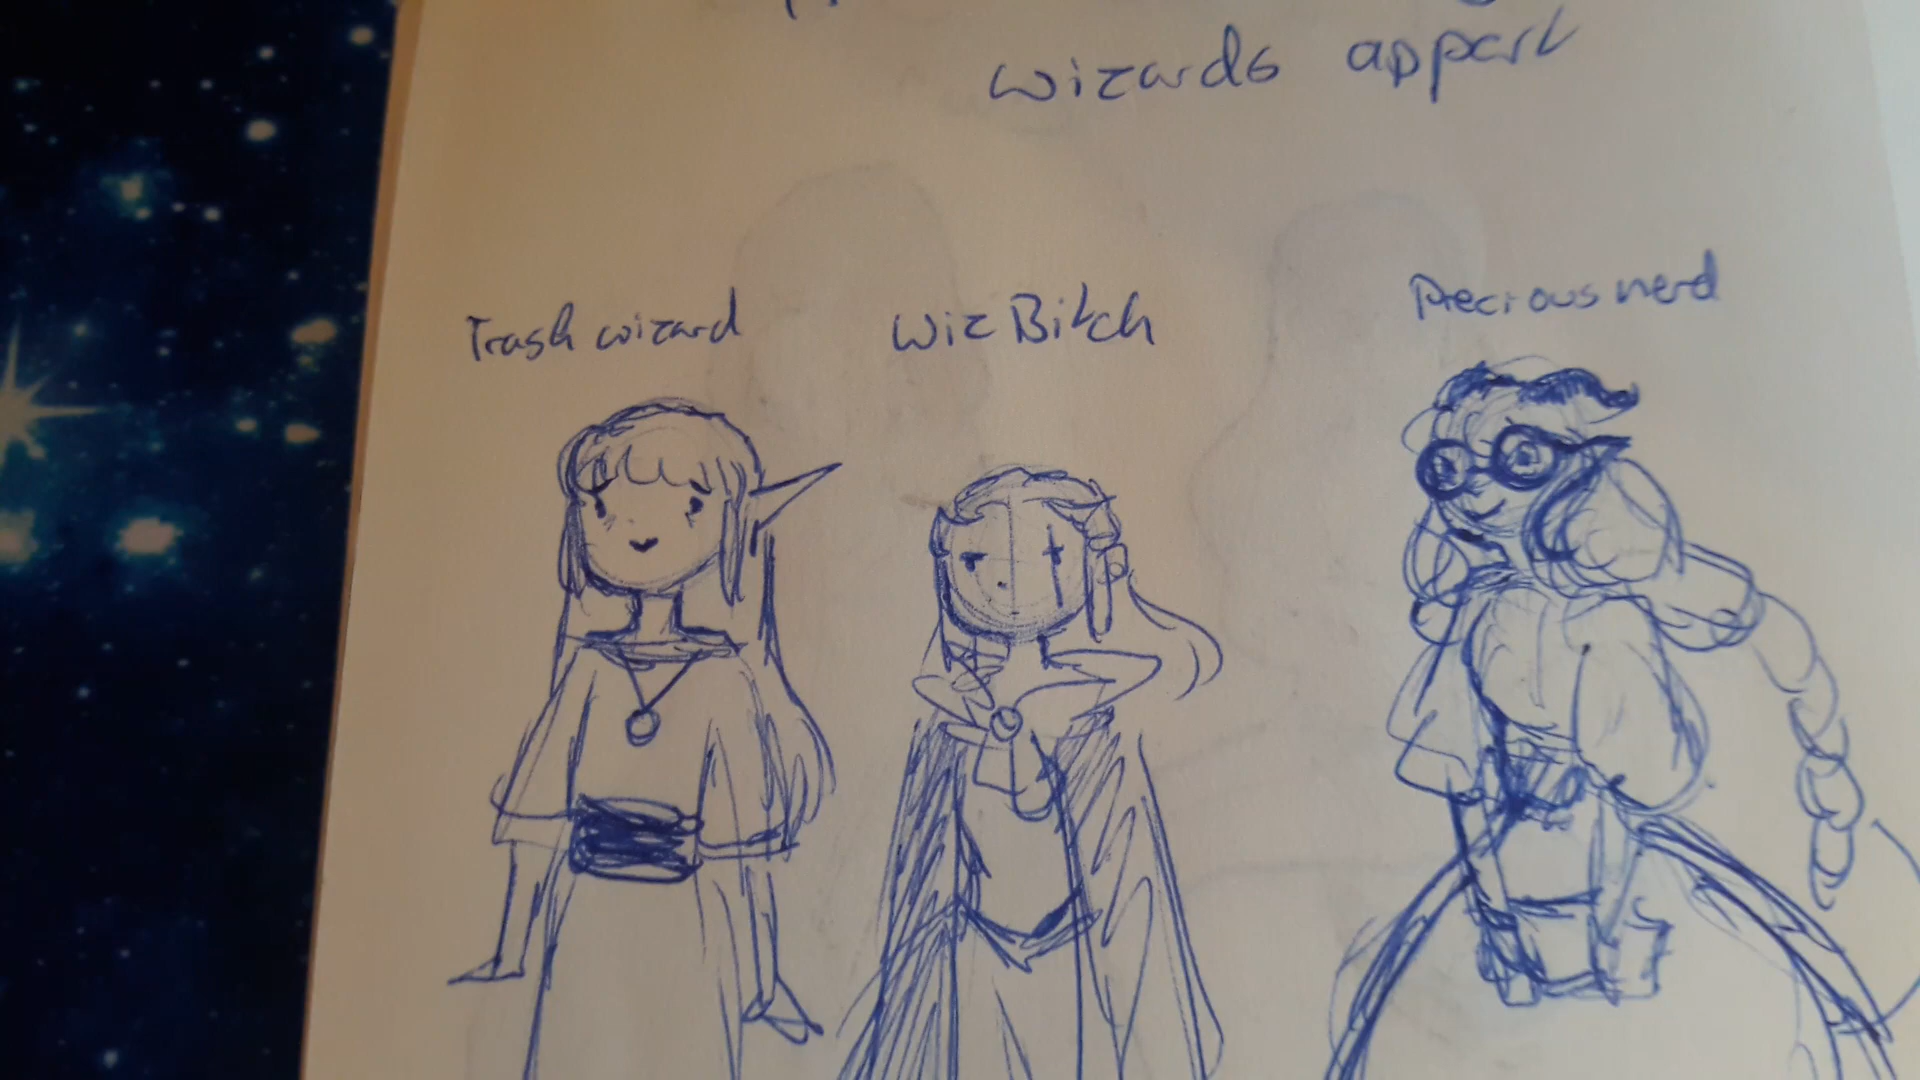 wizards appart
Trash wizard
Wiz Bitch
Precious nerd